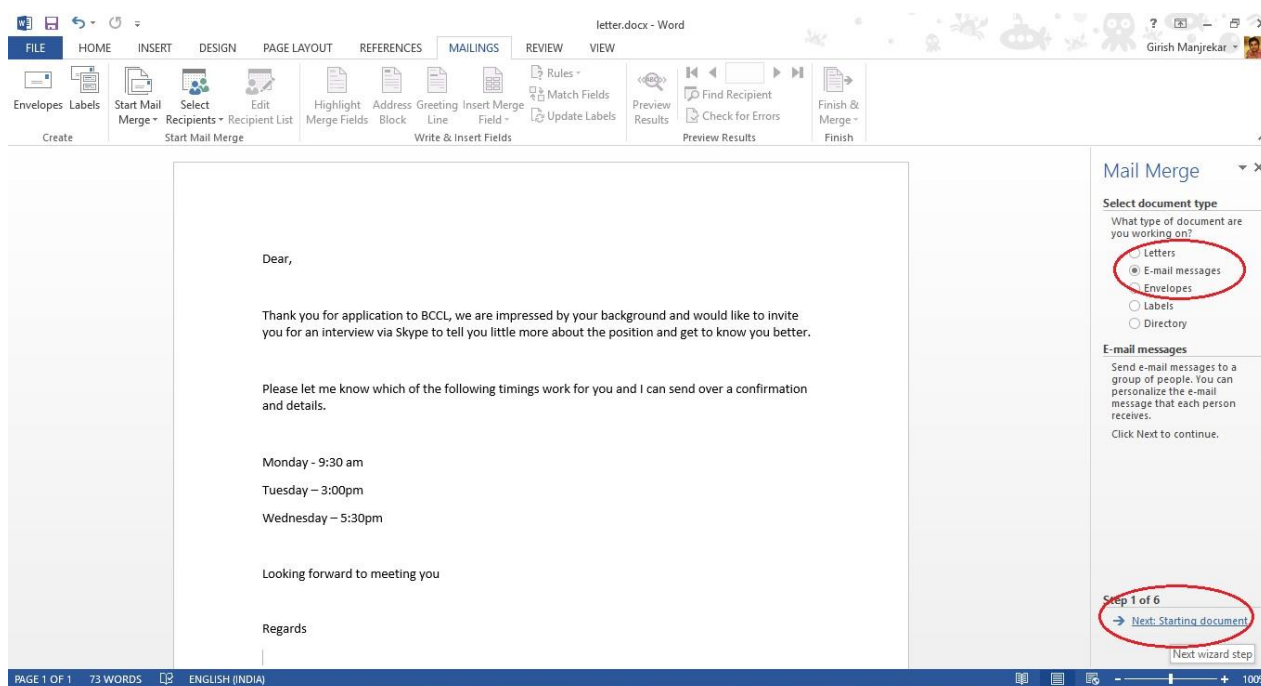 letter.docx - Word
?
FILE HOME INSERT DESIGN PAGE LAYOUT REFERENCES MAILINGS REVIEW VIEW
Girish Manjrekar
Envelopes Labels
Start Mail Merge
Select Recipients
Edit Recipient List
Highlight Merge Fields
Address Block
Greeting Line
Insert Merge Field
Rules
Match Fields
Update Labels
ABC
Preview Results
Find Recipient
Check for Errors
Finish & Merge
Create
Start Mail Merge
Write & Insert Fields
Preview Results
Finish
Dear,
Thank you for application to BCCL, we are impressed by your background and would like to invite
you for an interview via Skype to tell you little more about the position and get to know you better.
Please let me know which of the following timings work for you and I can send over a confirmation
and details.
Monday - 9:30 am
Tuesday – 3:00pm
Wednesday – 5:30pm
Looking forward to meeting you
Regards
Mail Merge
Select document type
What type of document are
you working on?
Letters
E-mail messages
Envelopes
Labels
Directory
E-mail messages
Send e-mail messages to a
group of people. You can
personalize the e-mail
message that each person
receives.
Click Next to continue.
Step 1 of 6
Next: Starting document
Next wizard step
PAGE 1 OF 1 73 WORDS ENGLISH (INDIA)
100%